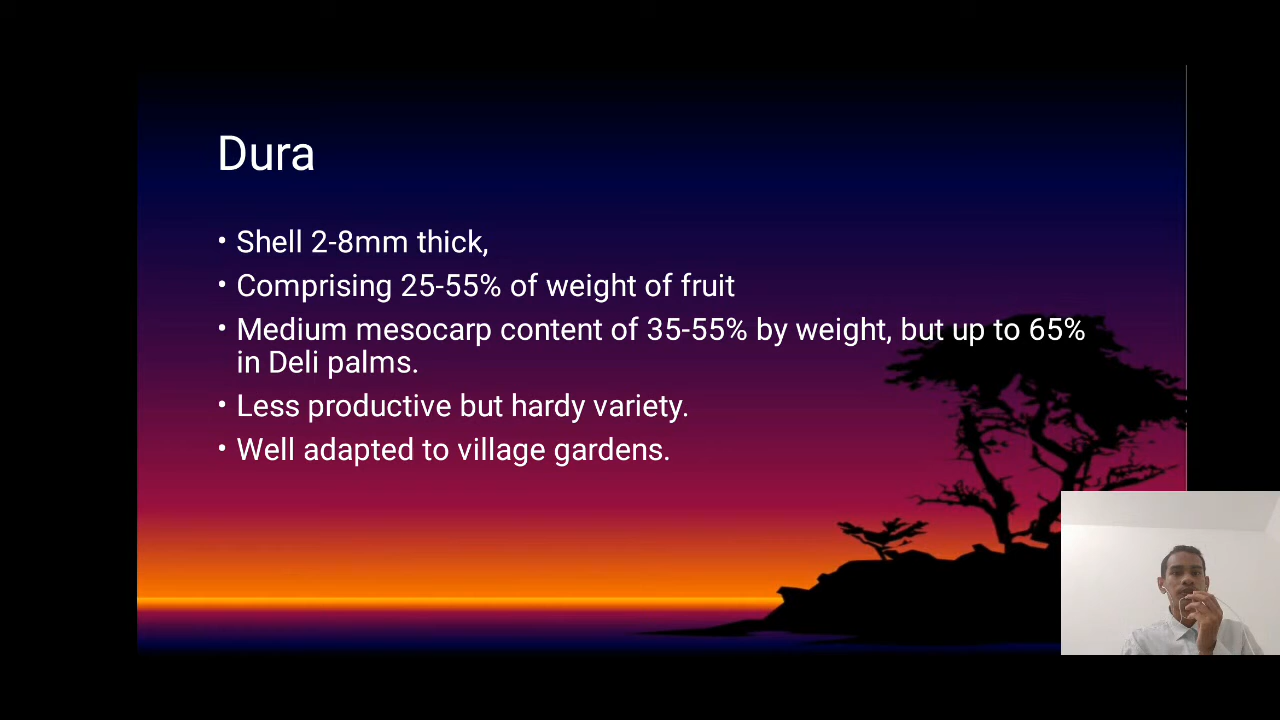 Dura
• Shell 2-8mm thick,
• Comprising 25-55% of weight of fruit
• Medium mesocarp content of 35-55% by weight, but up to 65%
in Deli palms.
• Less productive but hardy variety.
• Well adapted to village gardens.